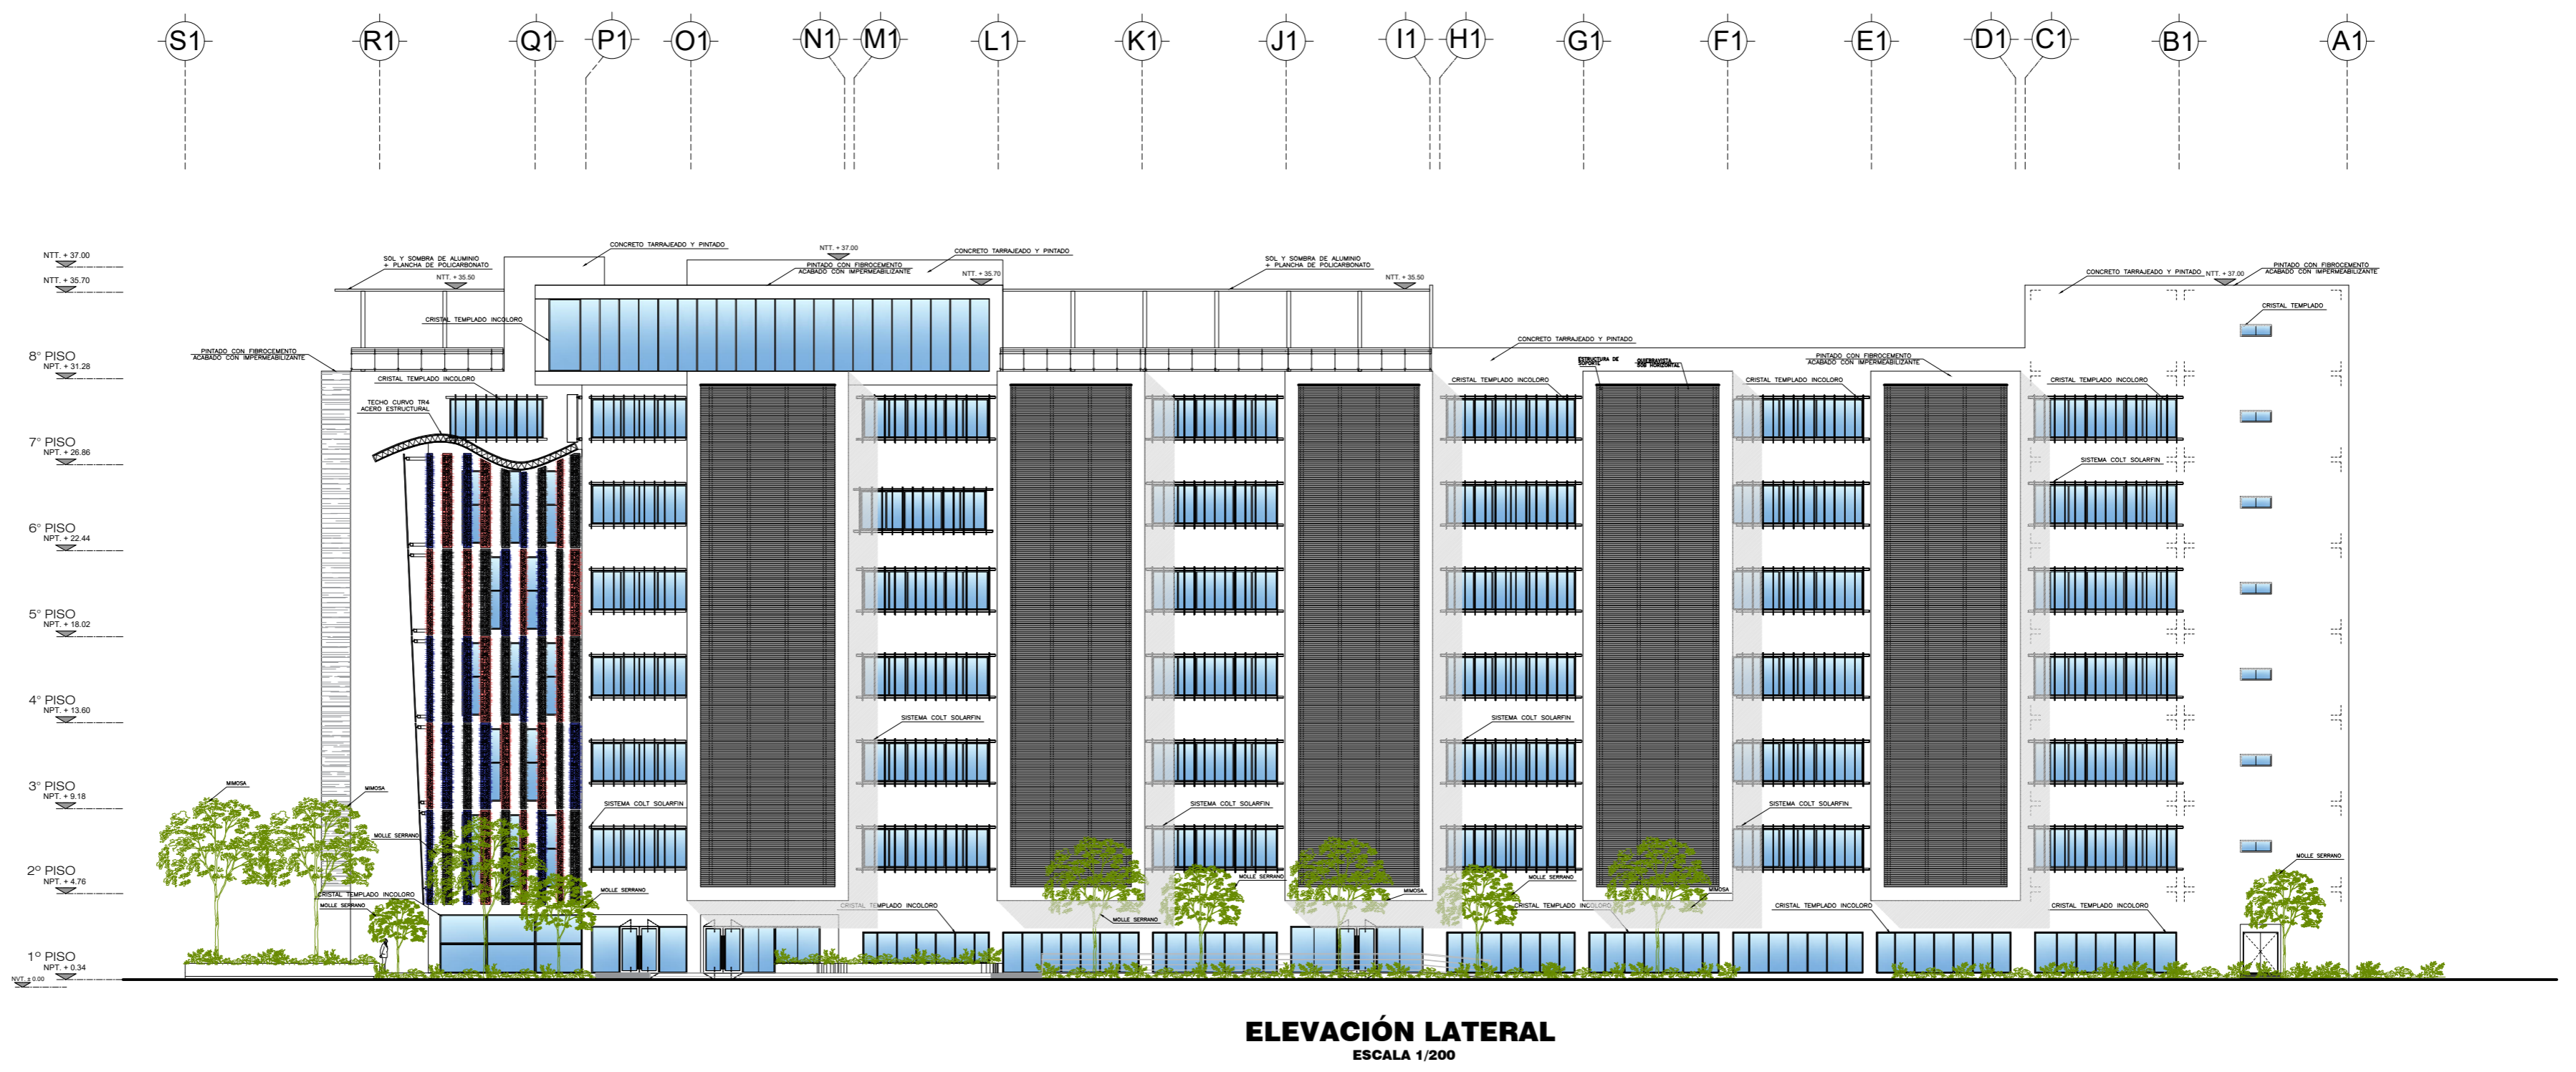 S1 R1 Q1 P1 O1 N1 M1 L1 K1 J1 I1 H1 G1 F1 E1 D1 C1 B1 A1
CONCRETO TARRAJEADO Y PINTADO
NTT. + 37.00
CONCRETO TARRAJEADO Y PINTADO
NTT. + 37.00
SOL Y SOMBRA DE ALUMINIO
+ PLANCHA DE POLICARBONATO
PINTADO CON FIBROCEMENTO
ACABADO CON IMPERMEABILIZANTE
SOL Y SOMBRA DE ALUMINIO
+ PLANCHA DE POLICARBONATO
PINTADO CON FIBROCEMENTO
ACABADO CON IMPERMEABILIZANTE
CONCRETO TARRAJEADO Y PINTADO
NTT. + 37.00
NTT. + 35.70
NTT. + 35.50
NTT. + 35.70
NTT. + 35.50
CRISTAL TEMPLADO
CRISTAL TEMPLADO INCOLORO
CONCRETO TARRAJEADO Y PINTADO
8° PISO
NPT. + 31.28
PINTADO CON FIBROCEMENTO
ACABADO CON IMPERMEABILIZANTE
ESTRUCTURA DE
SOPORTE
QUIEBRAVISTA
SOB HORIZONTAL
PINTADO CON FIBROCEMENTO
ACABADO CON IMPERMEABILIZANTE
CRISTAL TEMPLADO INCOLORO
CRISTAL TEMPLADO INCOLORO
CRISTAL TEMPLADO INCOLORO
CRISTAL TEMPLADO INCOLORO
TECHO CURVO TR4
ACERO ESTRUCTURAL
7° PISO
NPT. + 26.86
SISTEMA COLT SOLARFIN
6° PISO
NPT. + 22.44
5° PISO
NPT. + 18.02
4° PISO
NPT. + 13.60
SISTEMA COLT SOLARFIN
SISTEMA COLT SOLARFIN
3° PISO
NPT. + 9.18
MIMOSA
MIMOSA
SISTEMA COLT SOLARFIN
SISTEMA COLT SOLARFIN
SISTEMA COLT SOLARFIN
MOLLE SERRANO
2° PISO
NPT. + 4.76
MOLLE SERRANO
MOLLE SERRANO
MOLLE SERRANO
MOLLE SERRANO
MIMOSA
MIMOSA
CRISTAL TEMPLADO INCOLORO
MOLLE SERRANO
CRISTAL TEMPLADO INCOLORO
CRISTAL TEMPLADO INCOLORO
CRISTAL TEMPLADO INCOLORO
CRISTAL TEMPLADO INCOLORO
MOLLE SERRANO
1° PISO
NPT. + 0.34
NVT. ± 0.00
ELEVACIÓN LATERAL
ESCALA 1/200